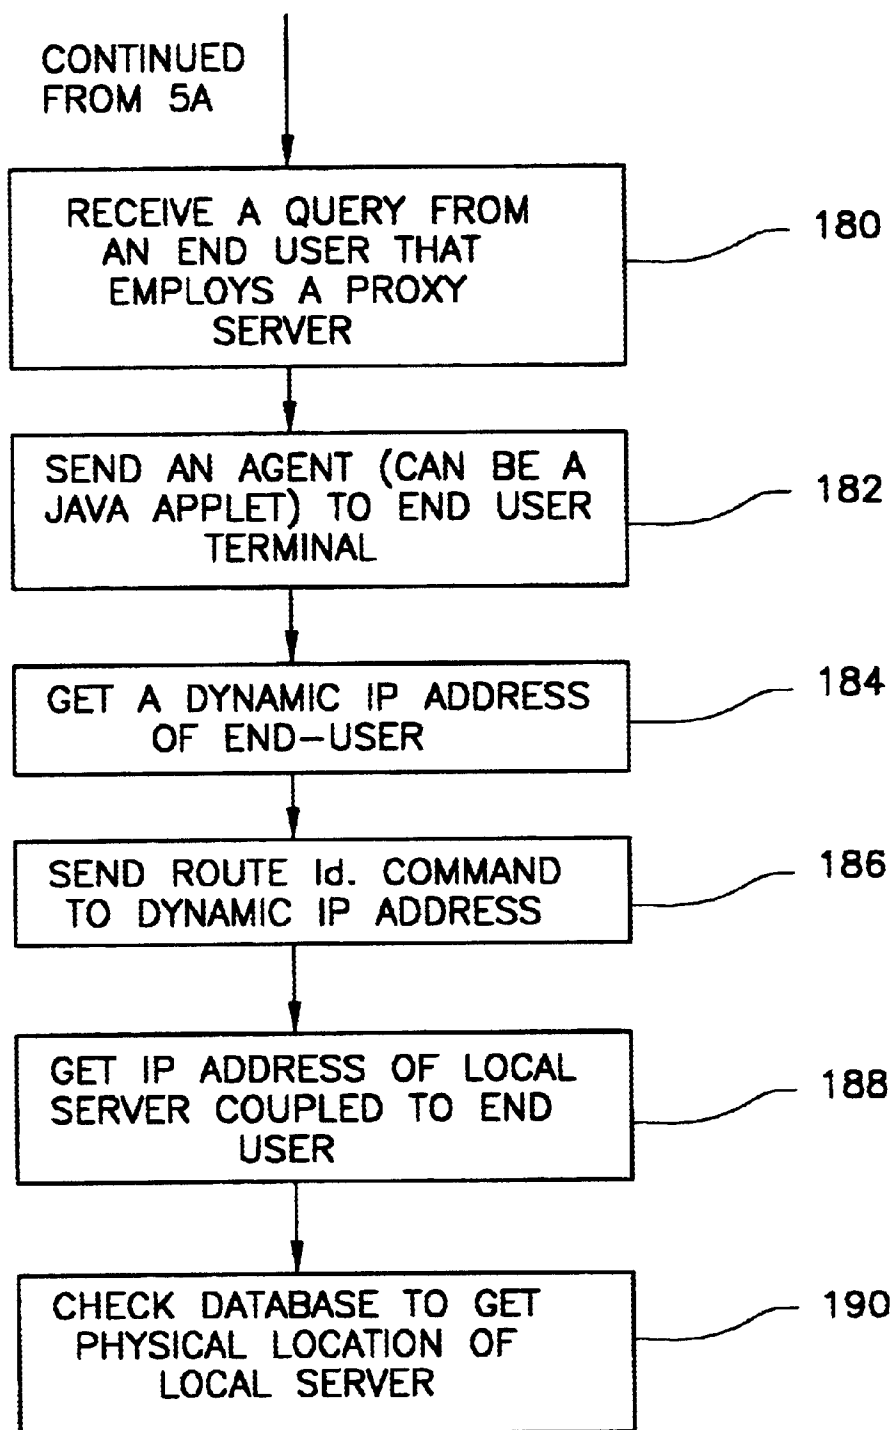 CONTINUED
FROM 5A
RECEIVE A QUERY FROM
AN END USER THAT
EMPLOYS A PROXY
SERVER
180
SEND AN AGENT (CAN BE A
JAVA APPLET) TO END USER
TERMINAL
182
GET A DYNAMIC IP ADDRESS
OF END-USER
184
SEND ROUTE Id. COMMAND
TO DYNAMIC IP ADDRESS
186
GET IP ADDRESS OF LOCAL
SERVER COUPLED TO END
USER
188
CHECK DATABASE TO GET
PHYSICAL LOCATION OF
LOCAL SERVER
190